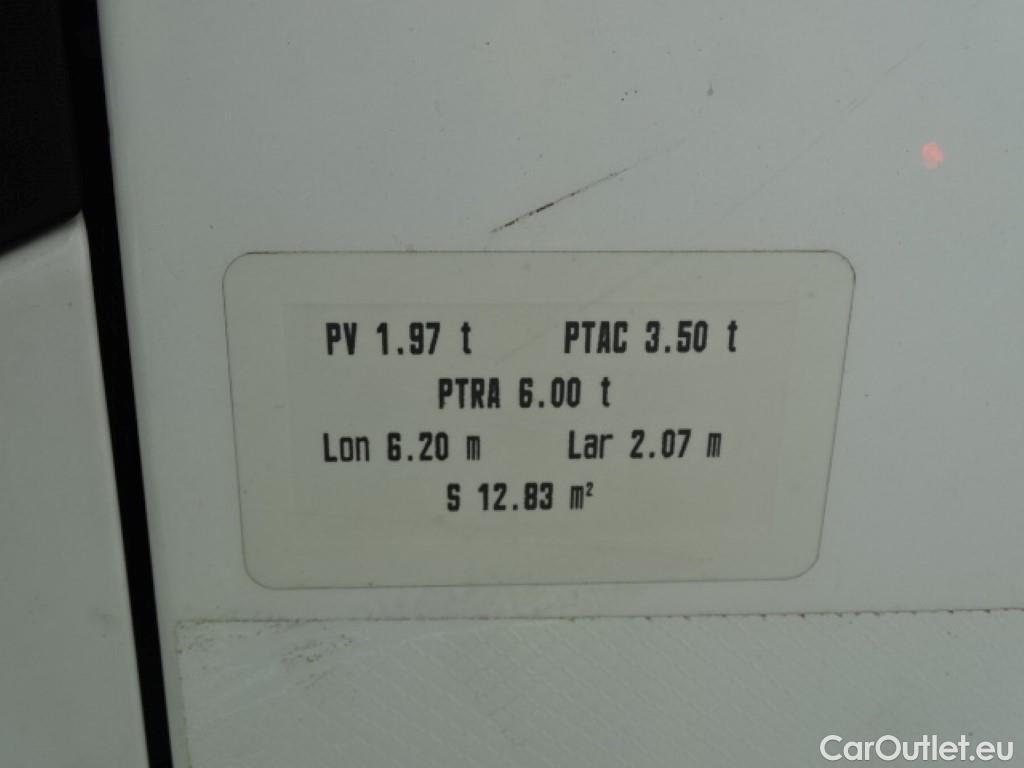 PV 1.97 t PTAC 3.50 t
PTRA 6.00 t
Lon 6.20 m Lar 2.07 m
S 12.83 m²
CarOutlet.eu